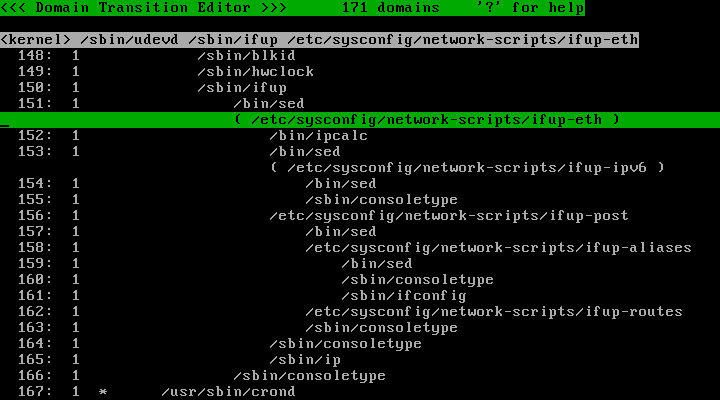 <<< Domain Transition Editor >>>      171 domains    '?' for help
<kernel> /sbin/udevd /sbin/ifup /etc/sysconfig/network-scripts/ifup-eth
148:  1             /sbin/blkid
149:  1             /sbin/hwclock
150:  1             /sbin/ifup
151:  1                 /bin/sed
( /etc/sysconfig/network-scripts/ifup-eth )
152:  1                     /bin/ipcalc
153:  1                     /bin/sed
( /etc/sysconfig/network-scripts/ifup-ipv6 )
154:  1                         /bin/sed
155:  1                         /sbin/consoletype
156:  1                     /etc/sysconfig/network-scripts/ifup-post
157:  1                         /bin/sed
158:  1                         /etc/sysconfig/network-scripts/ifup-aliases
159:  1                             /bin/sed
160:  1                             /sbin/consoletype
161:  1                             /sbin/ifconfig
162:  1                         /etc/sysconfig/network-scripts/ifup-routes
163:  1                         /sbin/consoletype
164:  1                     /sbin/consoletype
165:  1                     /sbin/ip
166:  1                 /sbin/consoletype
167:  1  *      /usr/sbin/crond